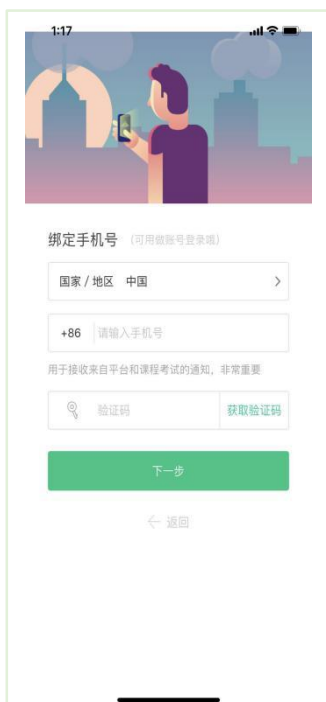 1:17
绑定手机号 (可用做账号登录哦)
国家 / 地区 中国
+86 请输入手机号
用于接收来自平台和课程考试的通知，非常重要
验证码 获取验证码
下一步
返回